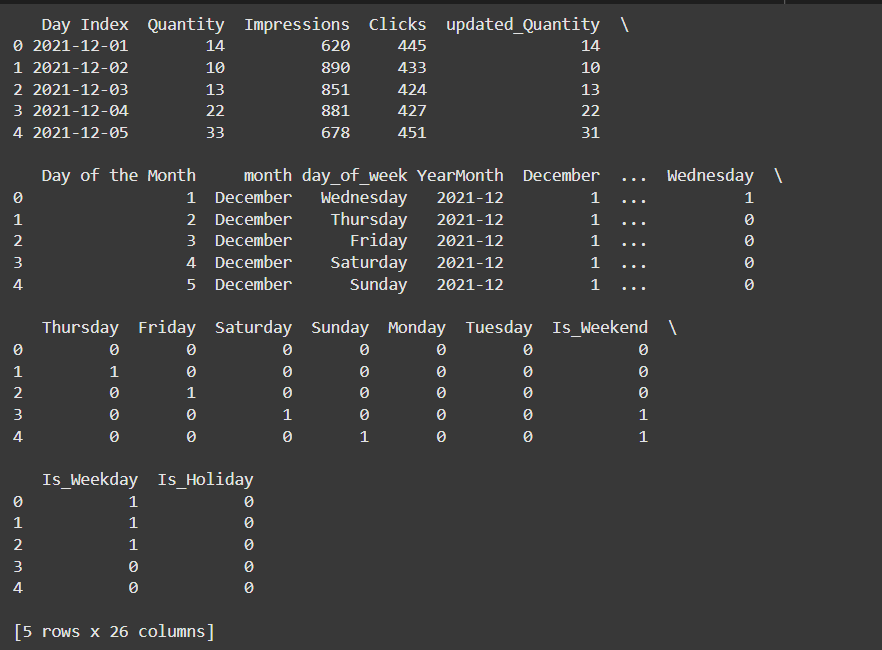 Day Index  Quantity  Impressions  Clicks  updated_Quantity  \
0 2021-12-01        14          620     445                14
1 2021-12-02        10          890     433                10
2 2021-12-03        13          851     424                13
3 2021-12-04        22          881     427                22
4 2021-12-05        33          678     451                31
Day of the Month     month day_of_week YearMonth  December  ...  Wednesday  \
0                 1  December   Wednesday   2021-12         1  ...          1
1                 2  December    Thursday   2021-12         1  ...          0
2                 3  December      Friday   2021-12         1  ...          0
3                 4  December    Saturday   2021-12         1  ...          0
4                 5  December      Sunday   2021-12         1  ...          0
Thursday  Friday  Saturday  Sunday  Monday  Tuesday  Is_Weekend  \
0         0       0         0       0       0        0           0
1         1       0         0       0       0        0           0
2         0       1         0       0       0        0           0
3         0       0         1       0       0        0           1
4         0       0         0       1       0        0           1
Is_Weekday  Is_Holiday
0           1           0
1           1           0
2           1           0
3           0           0
4           0           0
[5 rows x 26 columns]